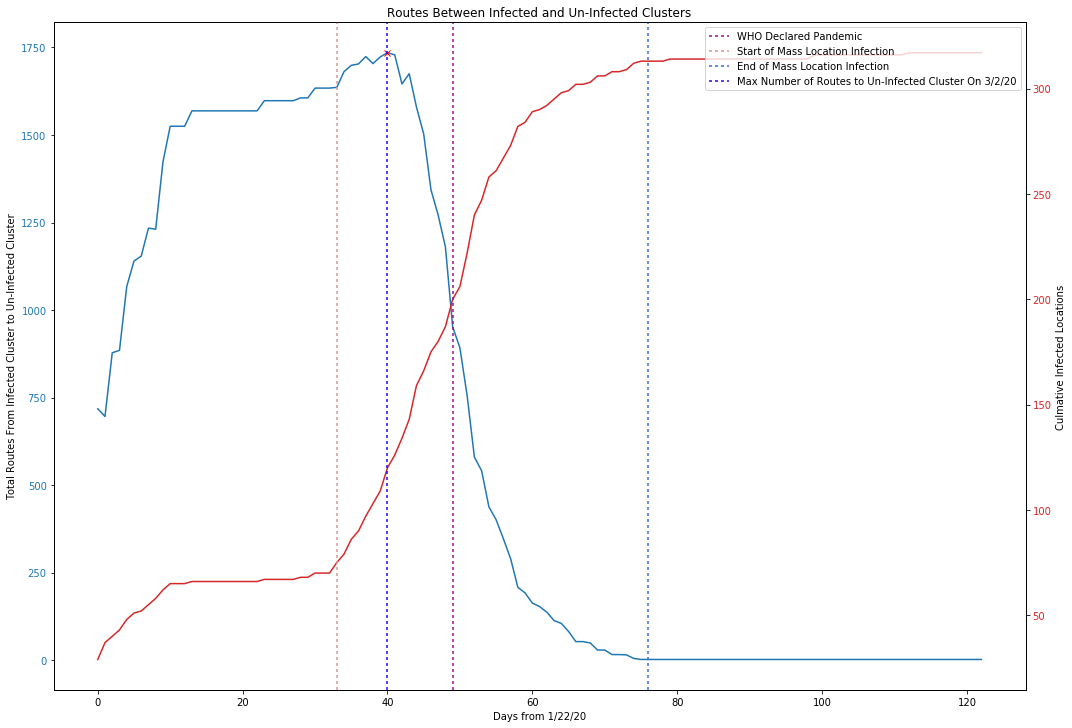 Routes Between Infected and Un-Infected Clusters
WHO Declared Pandemic
Start of Mass Location Infection
End of Mass Location Infection
Max Number of Routes to Un-Infected Cluster On 3/2/20
Total Routes From Infected Cluster to Un-Infected Cluster
1750
1500
1250
1000
750
500
250
0
300
250
200
150
100
50
Culmative Infected Locations
0
20
40
60
80
100
120
Days from 1/22/20